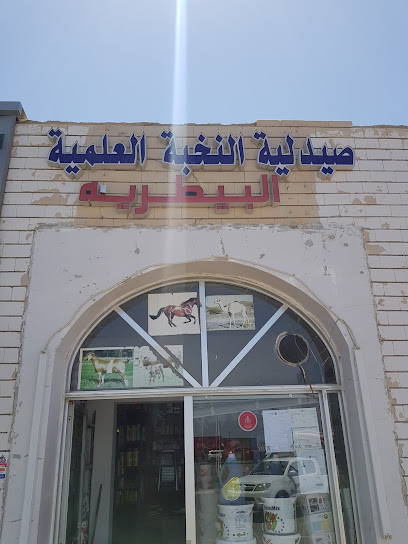 صيدلية النخبة العلمية
البيطريه